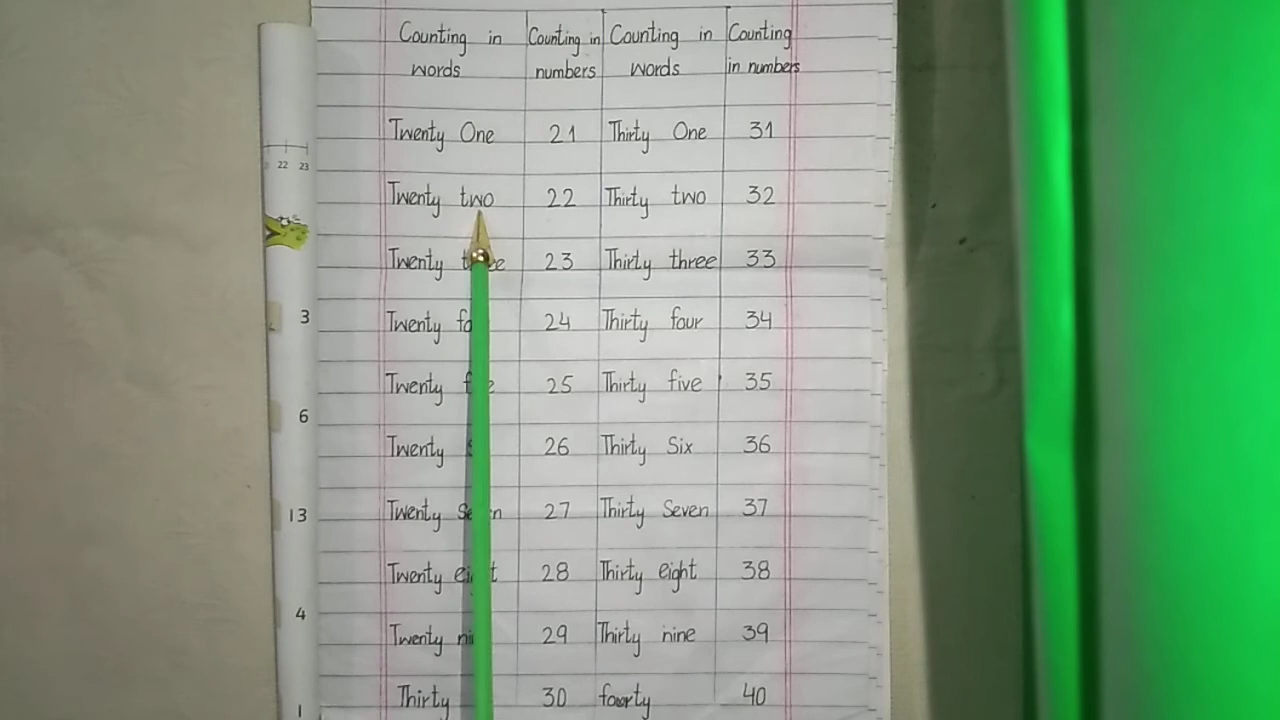 Counting in words Counting in numbers Counting in words Counting in numbers
Twenty One 21 Thirty One 31
22 23
Twenty two 22 Thirty two 32
Twenty 23 Thirty three 33
3 Twenty 24 Thirty four 34
Twenty 25 Thirty five 35
6
Twenty 26 Thirty Six 36
13 Twenty 27 Thirty Seven 37
Twenty 28 Thirty eight 38
4
Twenty 29 Thirty nine 39
Thirty 30 40
1